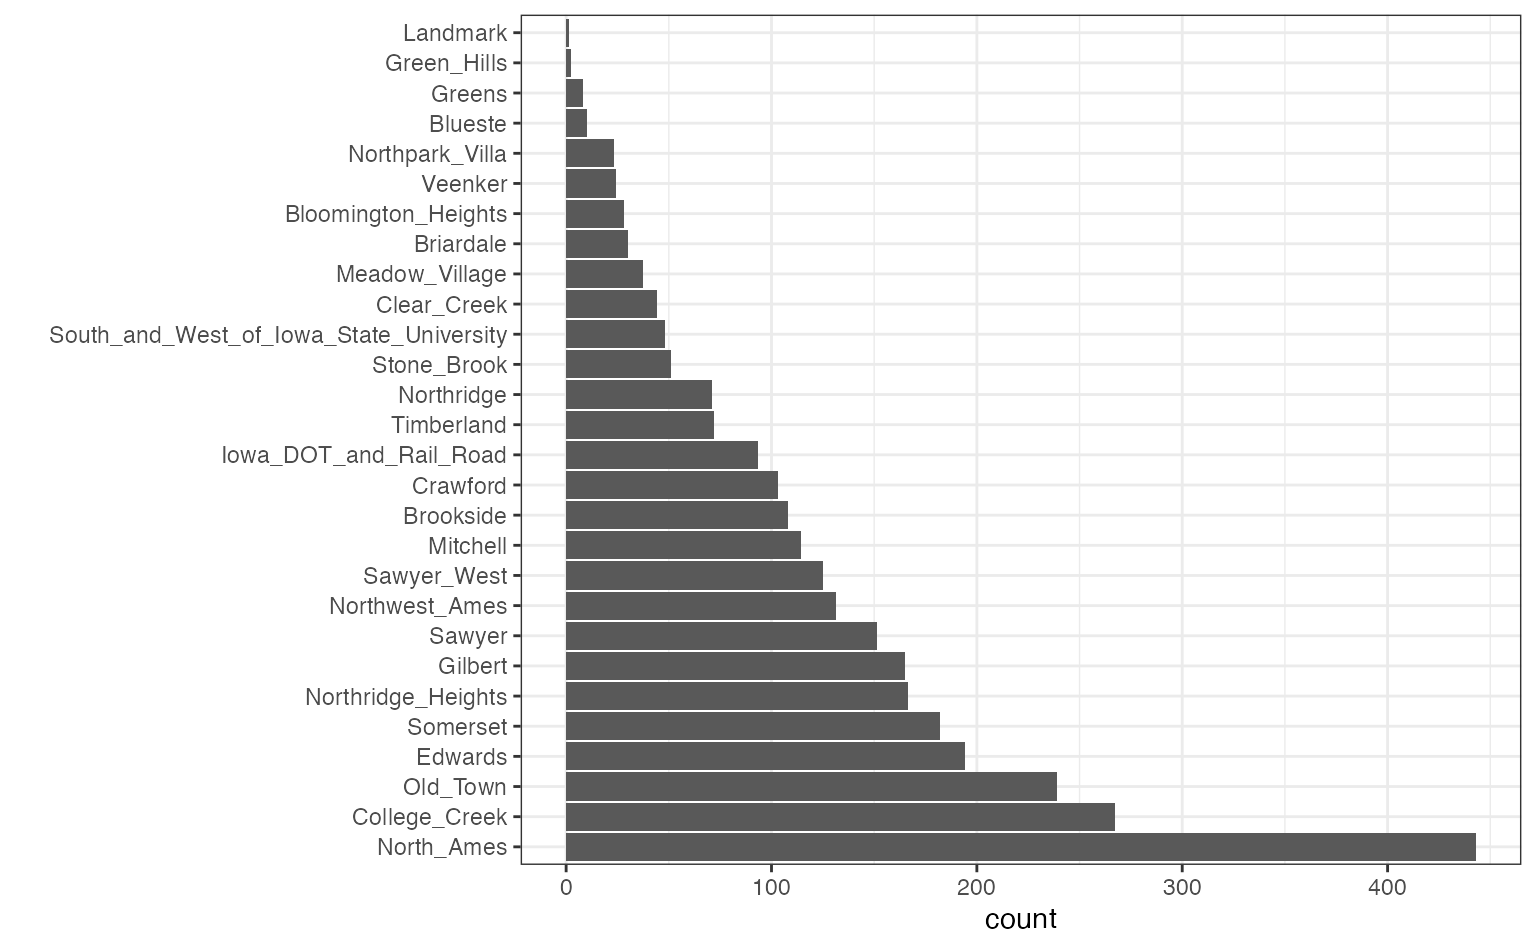 Landmark
Green_Hills
Greens
Blueste
Northpark_Villa
Veenker
Bloomington_Heights
Briardale
Meadow_Village
Clear_Creek
South_and_West_of_Iowa_State_University
Stone_Brook
Northridge
Timberland
Iowa_DOT_and_Rail_Road
Crawford
Brookside
Mitchell
Sawyer_West
Northwest_Ames
Sawyer
Gilbert
Northridge_Heights
Somerset
Edwards
Old_Town
College_Creek
North_Ames
0 100 200 300 400
count